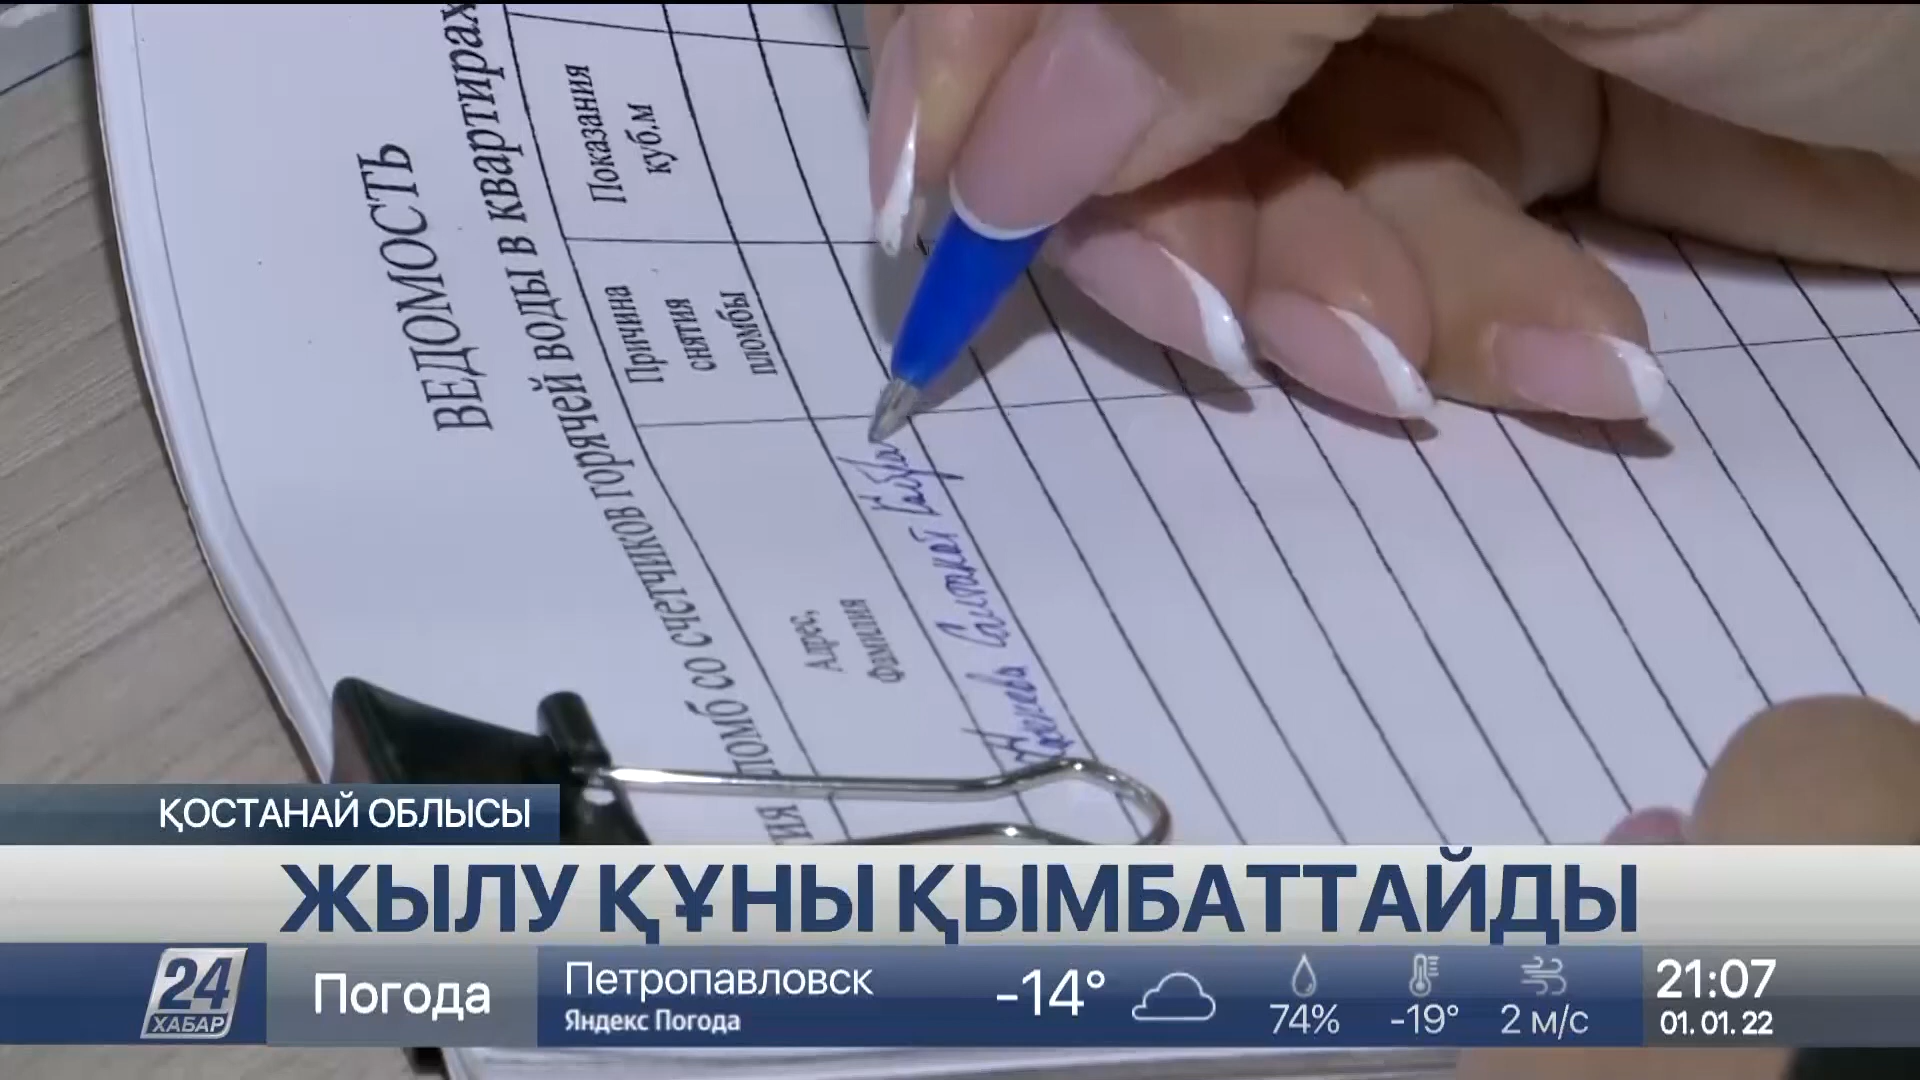 ВЕДОМОСТЬ
ПЛОМБ СО СЧЕТЧИКОВ ГОРЯЧЕЙ ВОДЫ В КВАРТИРАХ
Адрес,
Фамилия
Причина
снятия
пломбы
Показания
куб.м
ҚОСТАНАЙ ОБЛЫСЫ
ЖЫЛУ ҚҰНЫ ҚЫМБАТТАЙДЫ
24
ХАБАР
Погода
Петропавловск
Яндекс Погода
-14°
74%
-19°
2 м/с
21:07
01. 01. 22